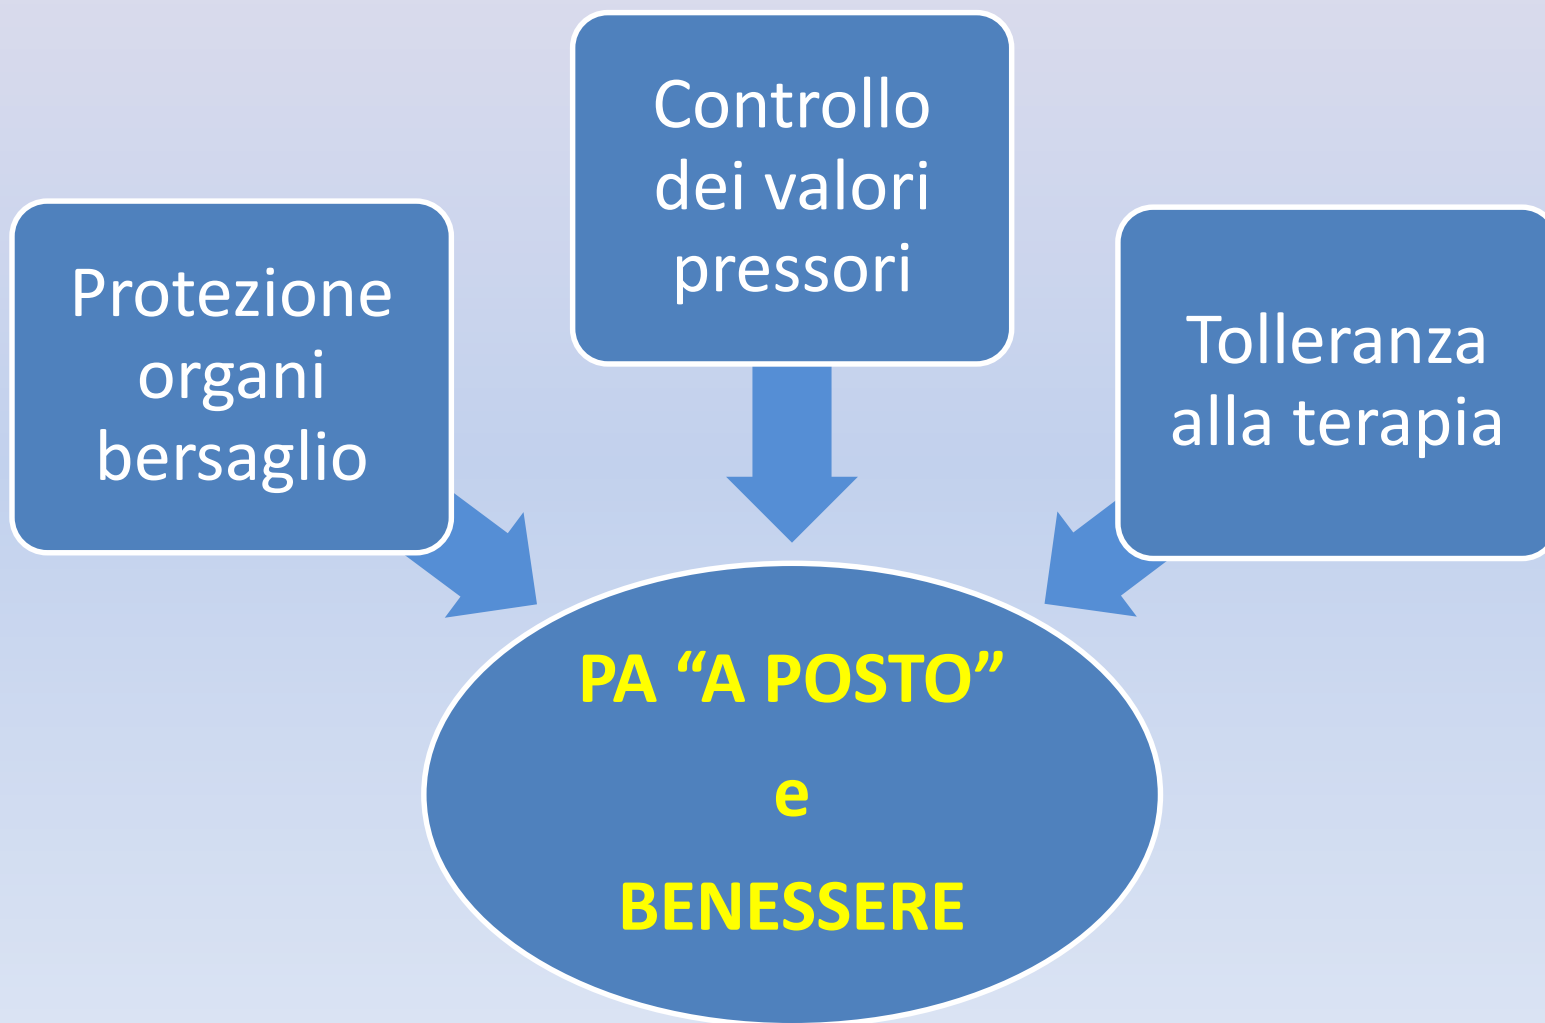 Controllo
dei valori
pressori
Protezione
organi
bersaglio
Tolleranza
alla terapia
PA “A POSTO”
e
BENESSERE